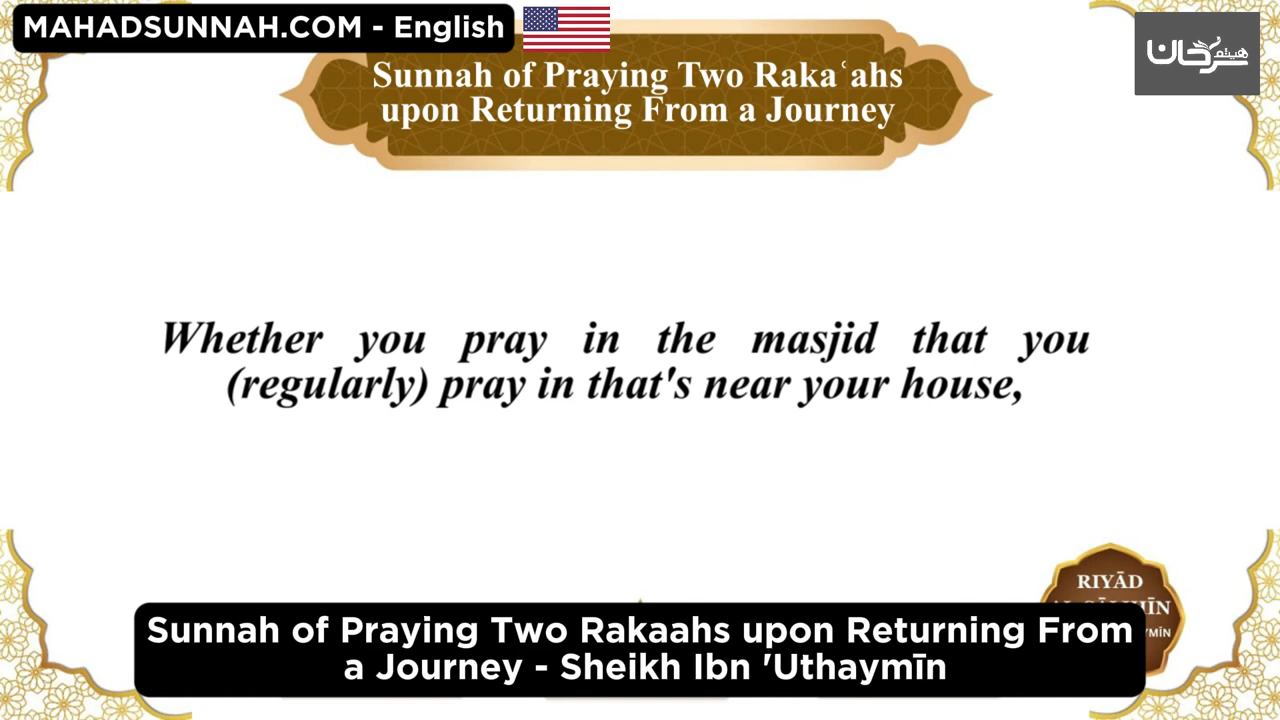 MAHADSUNNAH.COM - English
هيثم
سرحان
Sunnah of Praying Two Rakaʿahs
upon Returning From a Journey
Whether you pray in the masjid that you
(regularly) pray in that's near your house,
RIYĀD
Sunnah of Praying Two Rakaahs upon Returning From
a Journey - Sheikh Ibn 'Uthaymīn